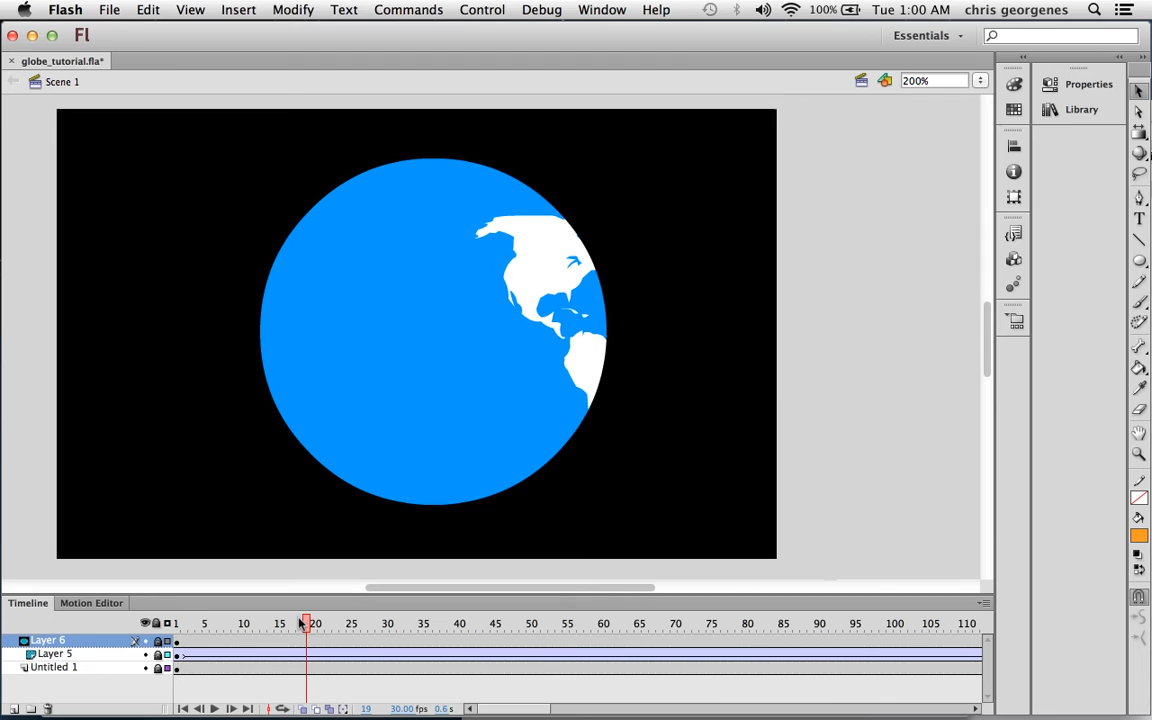 Flash File Edit View Insert Modify Text Commands Control Debug Window Help 100% Tue 1:00 AM chris georgenes
Fl Essentials
× globe_tutorial.fla*
Scene 1 200%
Properties
Library
Timeline Motion Editor
1 5 10 15 20 25 30 35 40 45 50 55 60 65 70 75 80 85 90 95 100 105 110
Layer 6
Layer 5
Untitled 1
19 30.00 fps 0.6 s